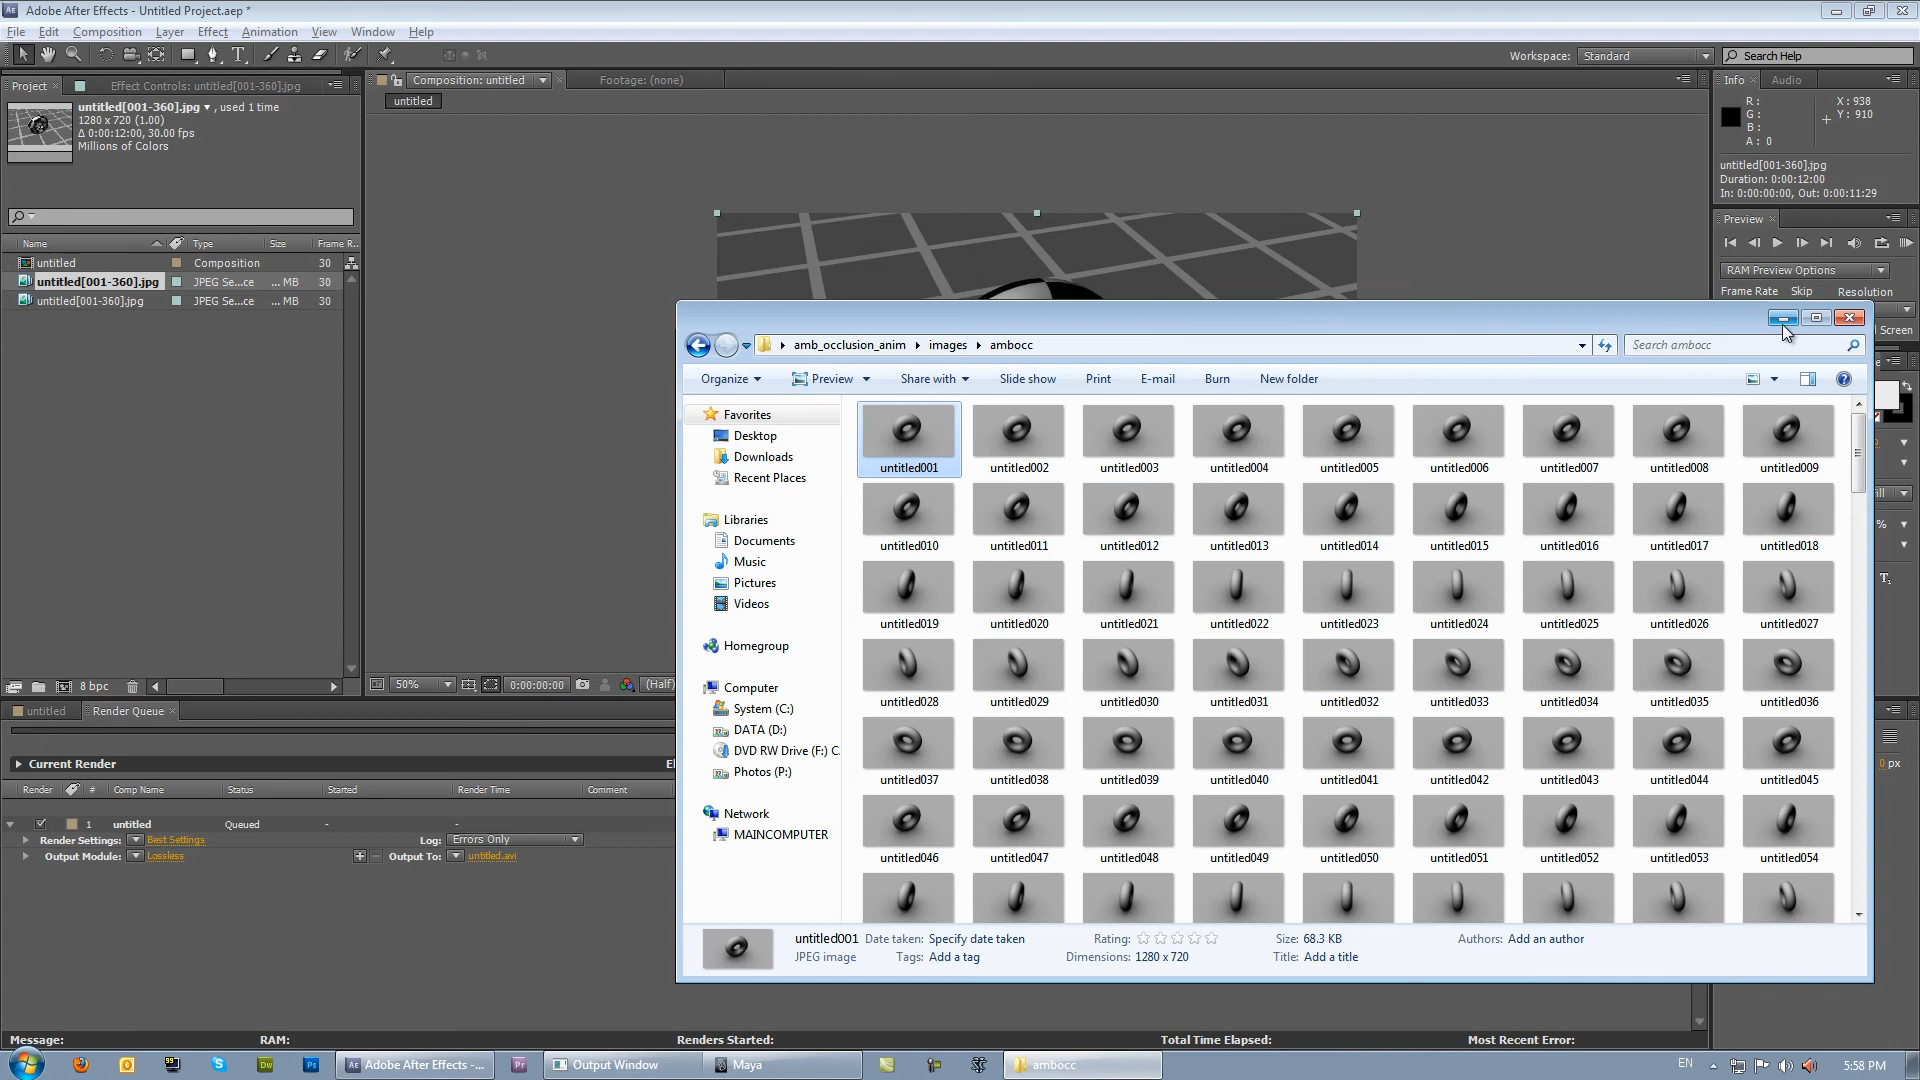 Adobe After Effects - Untitled Project.aep *
File Edit Composition Layer Effect Animation View Window Help
Workspace: Standard Search Help
Project Effect Controls: untitled[001-360].jpg
Composition: untitled Footage: (none)
Info Audio
untitled
untitled[001-360].jpg , used 1 time
1280 x 720 (1.00)
Δ 0:00:12:00, 30.00 fps
Millions of Colors
R:
G:
B:
A: 0
X: 938
Y: 910
untitled[001-360].jpg
Duration: 0:00:12:00
In: 0:00:00:00, Out: 0:00:11:29
Preview
RAM Preview Options
Frame Rate Skip Resolution
Screen
Name Type Size Frame R...
untitled Composition 30
untitled[001-360].jpg JPEG Se...ce ... MB 30
untitled[001-360].jpg JPEG Se...ce ... MB 30
8 bpc
50% 0:00:00:00 (Half)
amb_occlusion_anim images ambocc
Search ambocc
Organize Preview Share with Slide show Print E-mail Burn New folder
Favorites
Desktop
Downloads
Recent Places
Libraries
Documents
Music
Pictures
Videos
Homegroup
Computer
System (C:)
DATA (D:)
DVD RW Drive (F:) C.
Photos (P:)
Network
MAINCOMPUTER
untitled001 untitled002 untitled003 untitled004 untitled005 untitled006 untitled007 untitled008 untitled009
untitled010 untitled011 untitled012 untitled013 untitled014 untitled015 untitled016 untitled017 untitled018
untitled019 untitled020 untitled021 untitled022 untitled023 untitled024 untitled025 untitled026 untitled027
untitled028 untitled029 untitled030 untitled031 untitled032 untitled033 untitled034 untitled035 untitled036
untitled037 untitled038 untitled039 untitled040 untitled041 untitled042 untitled043 untitled044 untitled045
untitled046 untitled047 untitled048 untitled049 untitled050 untitled051 untitled052 untitled053 untitled054
untitled001 Date taken: Specify date taken Rating: Size: 68.3 KB Authors: Add an author
JPEG image Tags: Add a tag Dimensions: 1280 x 720 Title: Add a title
%
px
untitled Render Queue
Current Render
Render # Comp Name Status Started Render Time Comment
1 untitled Queued - -
Render Settings: Best Settings Log: Errors Only
Output Module: Lossless Output To: untitled.avi
Message: RAM: Renders Started: Total Time Elapsed: Most Recent Error:
Adobe After Effects -... Output Window Maya ambocc
EN 5:58 PM